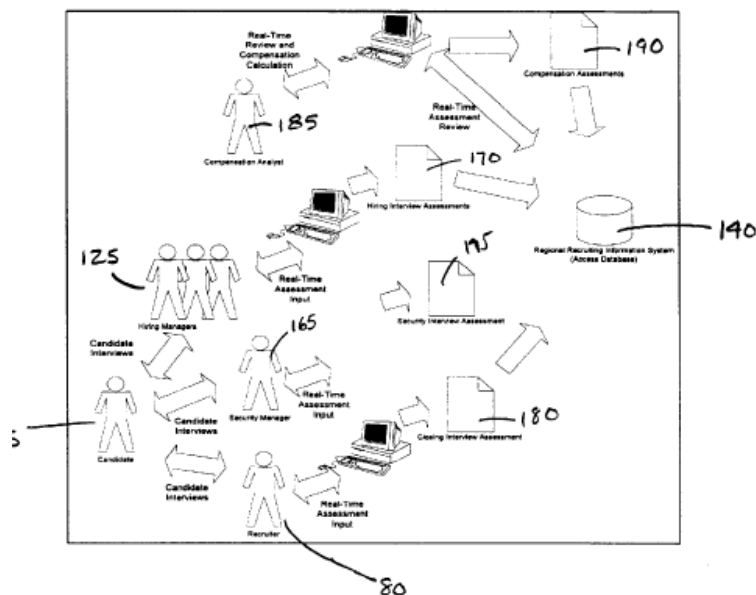 Real-Time
Review and
Compensation
Calculation
190
Compensation Assessments
185
Compensation Analyst
Real-Time
Assessment
Review
170
Hiring Interview Assessments
140
Regional Recruiting Information System
(Access Database)
125
Hiring Managers
Real-Time
Assessment
Input
195
Security Interview Assessment
Candidate
Interviews
165
Security Manager
Real-Time
Assessment
Input
Candidate
Interviews
180
Closing Interview Assessment
5
Candidate
Candidate
Interviews
Recruiter
Real-Time
Assessment
Input
80